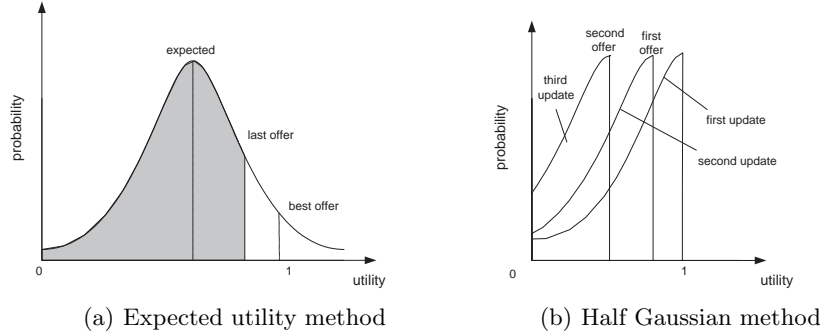 expected
last offer
best offer
probability
0
1
utility
(a) Expected utility method
second
offer
first
offer
third
update
first update
second update
probability
0
1
utility
(b) Half Gaussian method